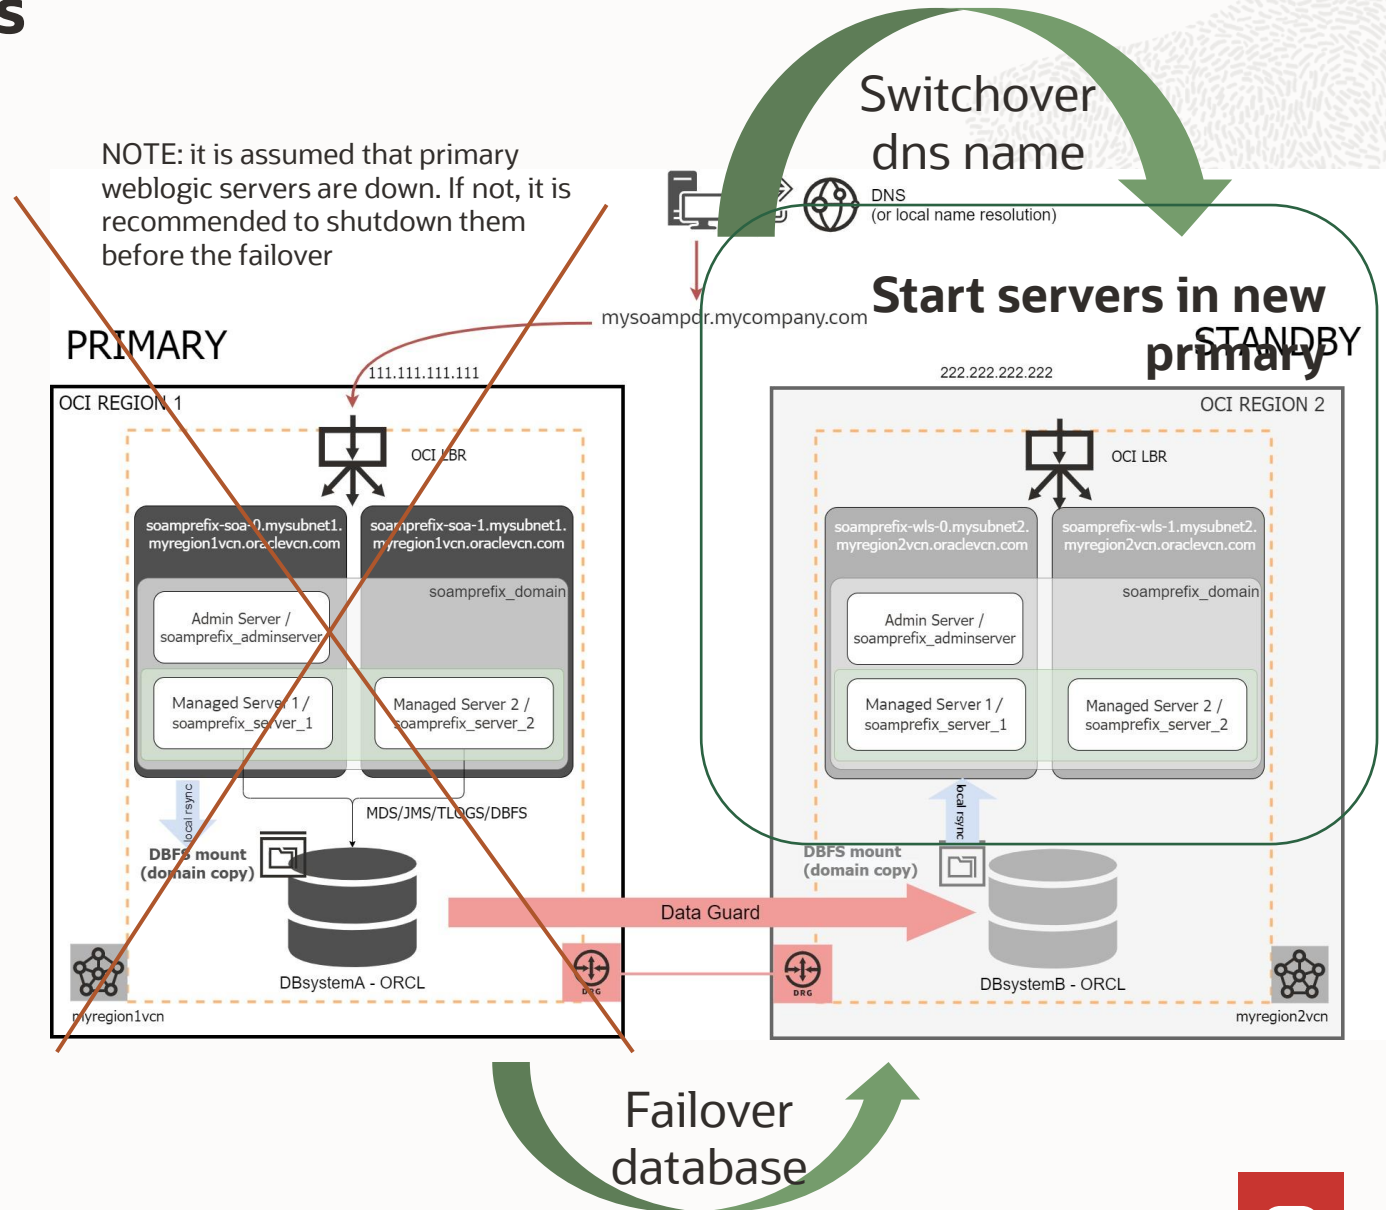 s
Switchover
dns name
NOTE: it is assumed that primary
weblogic servers are down. If not, it is
recommended to shutdown them
before the failover
DNS
(or local name resolution)
Start servers in new
primary
mysoampdr.mycompany.com
PRIMARY
STANDBY
111.111.111.111
222.222.222.222
OCI REGION 1
OCI REGION 2
OCI LBR
OCI LBR
soamprefix-soa-0.mysubnet1.
myregion1vcn.oraclevcn.com
soamprefix-soa-1.mysubnet1.
myregion1vcn.oraclevcn.com
soamprefix-wls-0.mysubnet2.
myregion2vcn.oraclevcn.com
soamprefix-wls-1.mysubnet2.
myregion2vcn.oraclevcn.com
soamprefix_domain
soamprefix_domain
Admin Server /
soamprefix_adminserver
Admin Server /
soamprefix_adminserver
Managed Server 1 /
soamprefix_server_1
Managed Server 2 /
soamprefix_server_2
Managed Server 1 /
soamprefix_server_1
Managed Server 2 /
soamprefix_server_2
local rsync
MDS/JMS/TLOGS/DBFS
local rsync
DBFS mount
(domain copy)
DBFS mount
(domain copy)
Data Guard
DBsystemA - ORCL
DRG
DRG
DBsystemB - ORCL
myregion1vcn
myregion2vcn
Failover
database